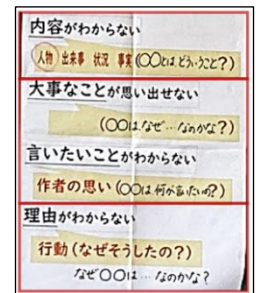 内容がわからない
人物 出来事 状況 事実(〇〇とは、どういうこと?)
大事なことが思い出せない
(〇〇はなぜ…なのかな?)
言いたいことがわからない
作者の思い(〇〇は何が言いたいの?)
理由がわからない
行動(なぜそうしたの?)
なぜ〇〇は…なのかな?